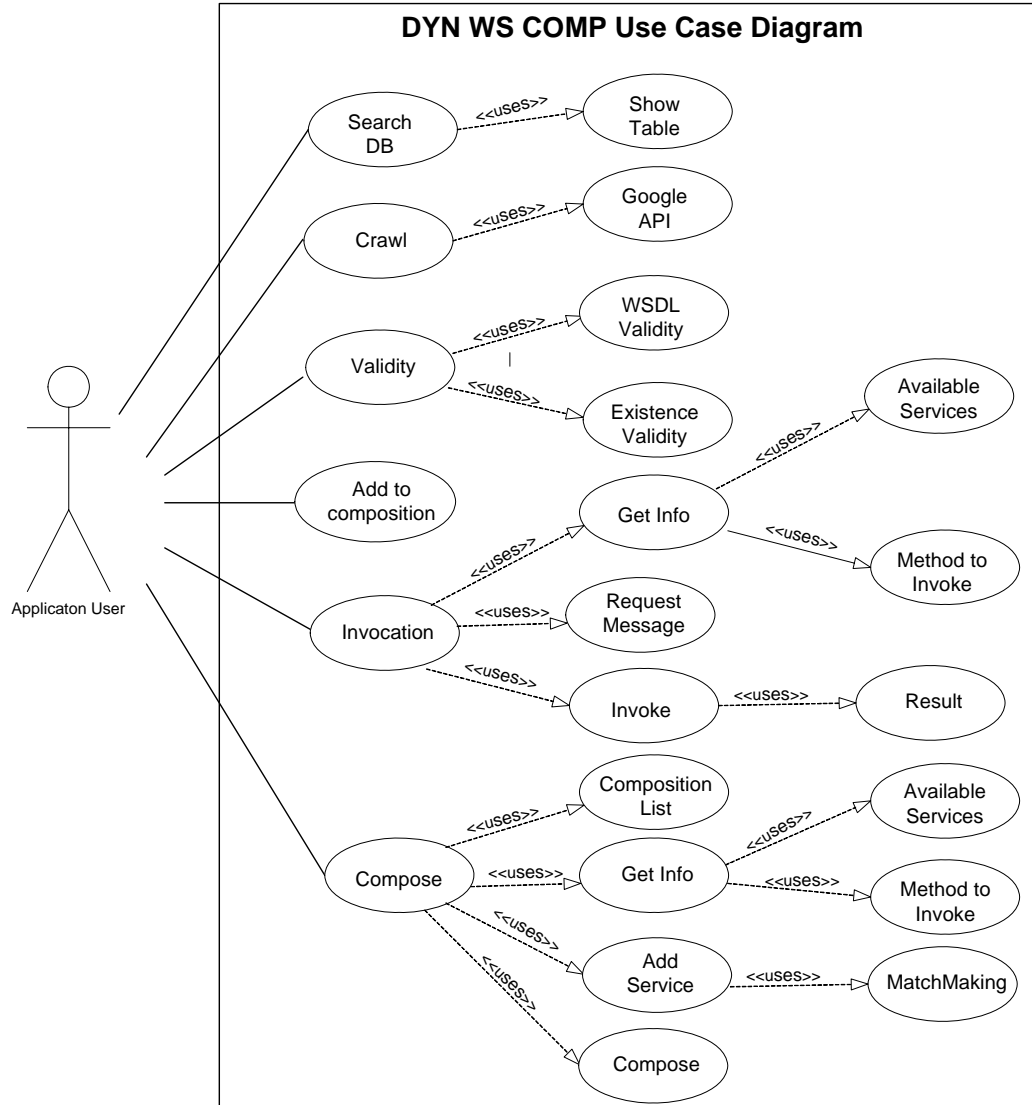 DYN WS COMP Use Case Diagram
Search
DB
<<uses>>
Show
Table
Crawl
<<uses>>
Google
API
Validity
<<uses>>
WSDL
Validity
<<uses>>
Existence
Validity
Add to
composition
Invocation
<<uses>>
Get Info
<<uses>>
Available
Services
<<uses>>
Method to
Invoke
<<uses>>
Request
Message
<<uses>>
Invoke
<<uses>>
Result
Applicaton User
Compose
<<uses>>
Composition
List
<<uses>>
Get Info
<<uses>>
Available
Services
<<uses>>
Method to
Invoke
<<uses>>
Add
Service
<<uses>>
MatchMaking
<<uses>>
Compose